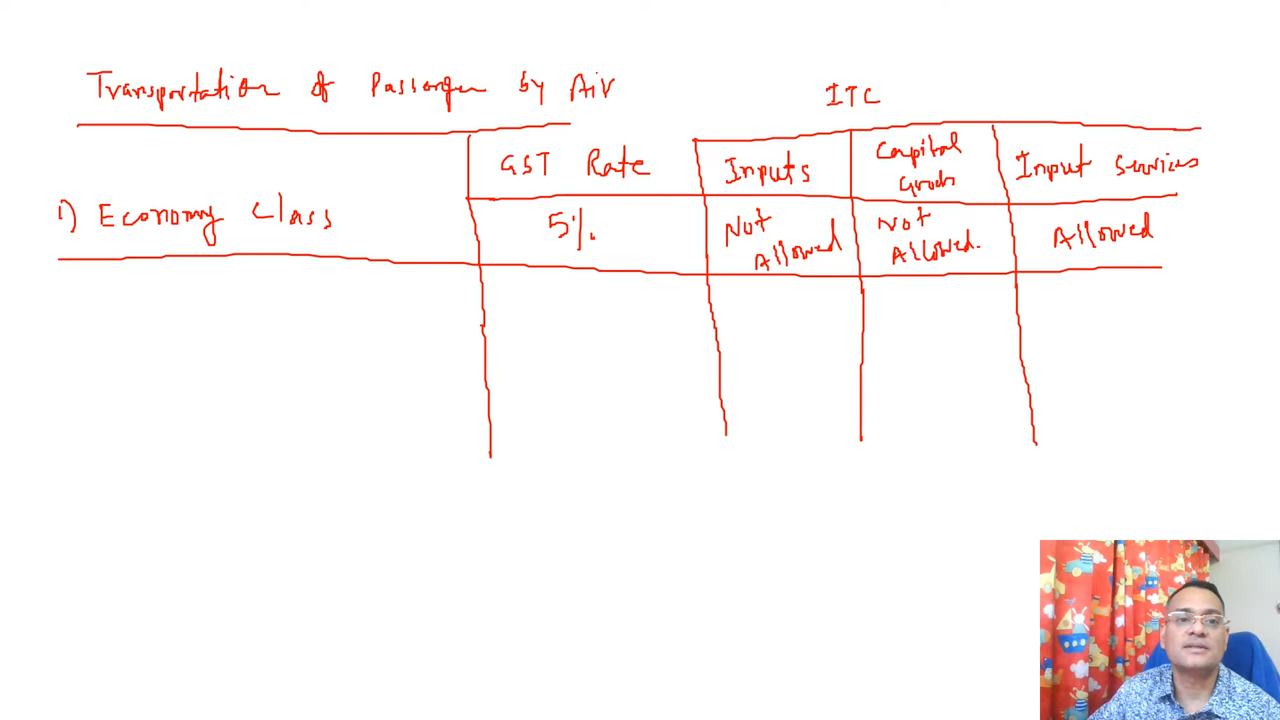 Transportation of Passenger by Air
ITC
GST Rate Inputs Capital Goods Input Services
1) Economy Class 5%. Not Allowed Not Allowed. Allowed